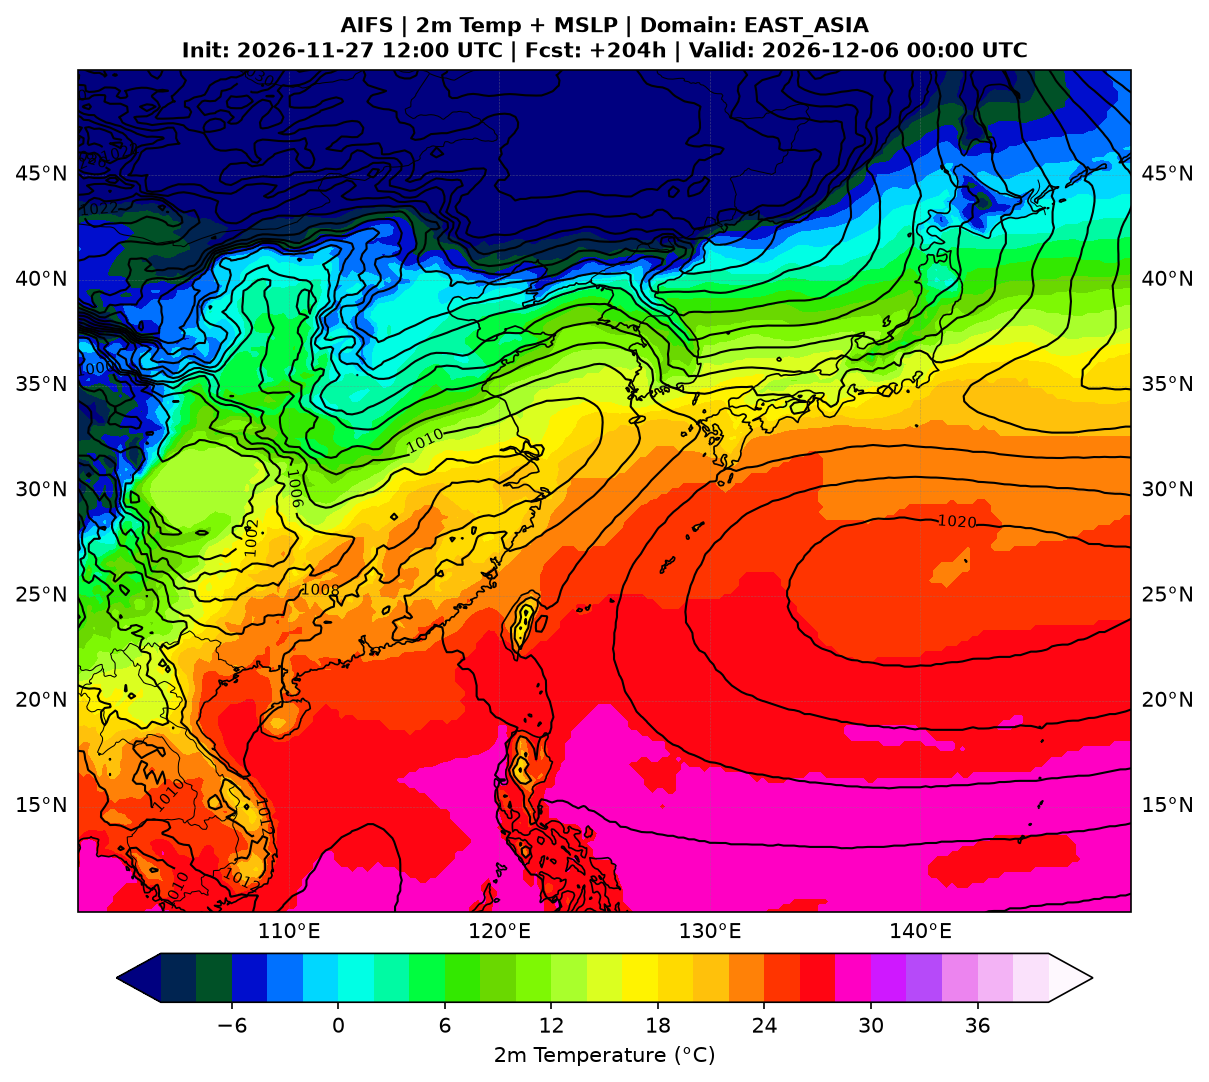 AIFS | 2m Temp + MSLP | Domain: EAST_ASIA
Init: 2026-11-27 12:00 UTC | Fcst: +204h | Valid: 2026-12-06 00:00 UTC
45°N 45°N
40°N 40°N
35°N 35°N
30°N 30°N
25°N 25°N
20°N 20°N
15°N 15°N
1010
1006
1002
1008
1020
1010
1010
110°E 120°E 130°E 140°E
−6 0 6 12 18 24 30 36
2m Temperature (°C)